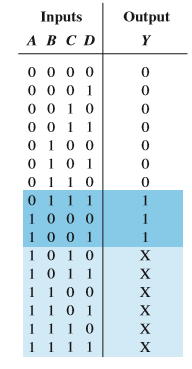 Inputs Output
A B C D Y
0 0 0 0 0
0 0 0 1 0
0 0 1 0 0
0 0 1 1 0
0 1 0 0 0
0 1 0 1 0
0 1 1 0 0
0 1 1 1 1
1 0 0 0 1
1 0 0 1 1
1 0 1 0 X
1 0 1 1 X
1 1 0 0 X
1 1 0 1 X
1 1 1 0 X
1 1 1 1 X